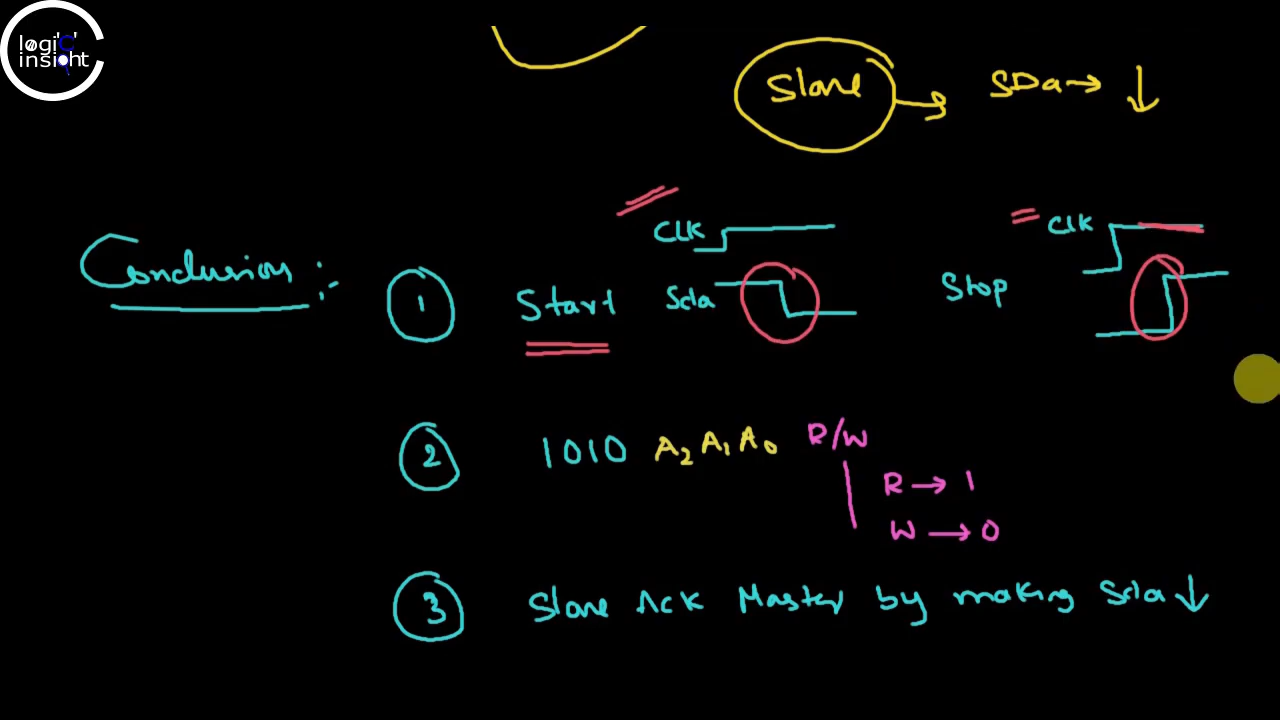 logi'C'
insight
Slave → SDa → ↓
Conclusion :-
① Start
Clk
Sda
Stop
Clk
② 1010 A₂ A₁ A₀ R/W
R → 1
W → 0
③ Slave Ack Master by making Sda ↓